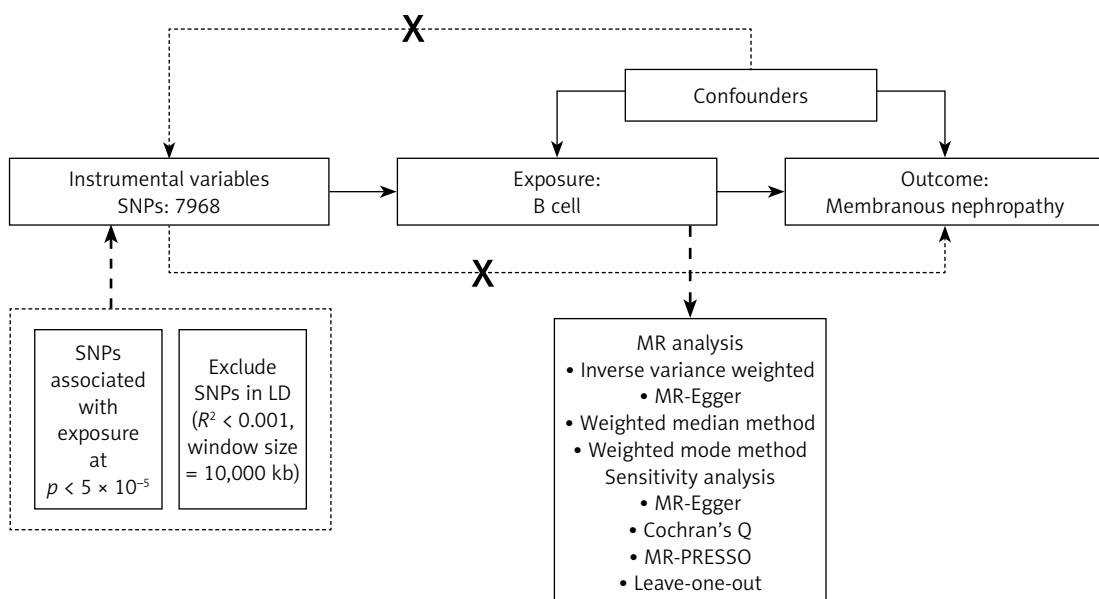 X
Confounders
Instrumental variables
SNPs: 7968
Exposure:
B cell
Outcome:
Membranous nephropathy
X
SNPs
associated
with
exposure
at
p < 5 × 10⁻⁵
Exclude
SNPs in LD
(R² < 0.001,
window size
= 10,000 kb)
MR analysis
• Inverse variance weighted
• MR-Egger
• Weighted median method
• Weighted mode method
Sensitivity analysis
• MR-Egger
• Cochran’s Q
• MR-PRESSO
• Leave-one-out